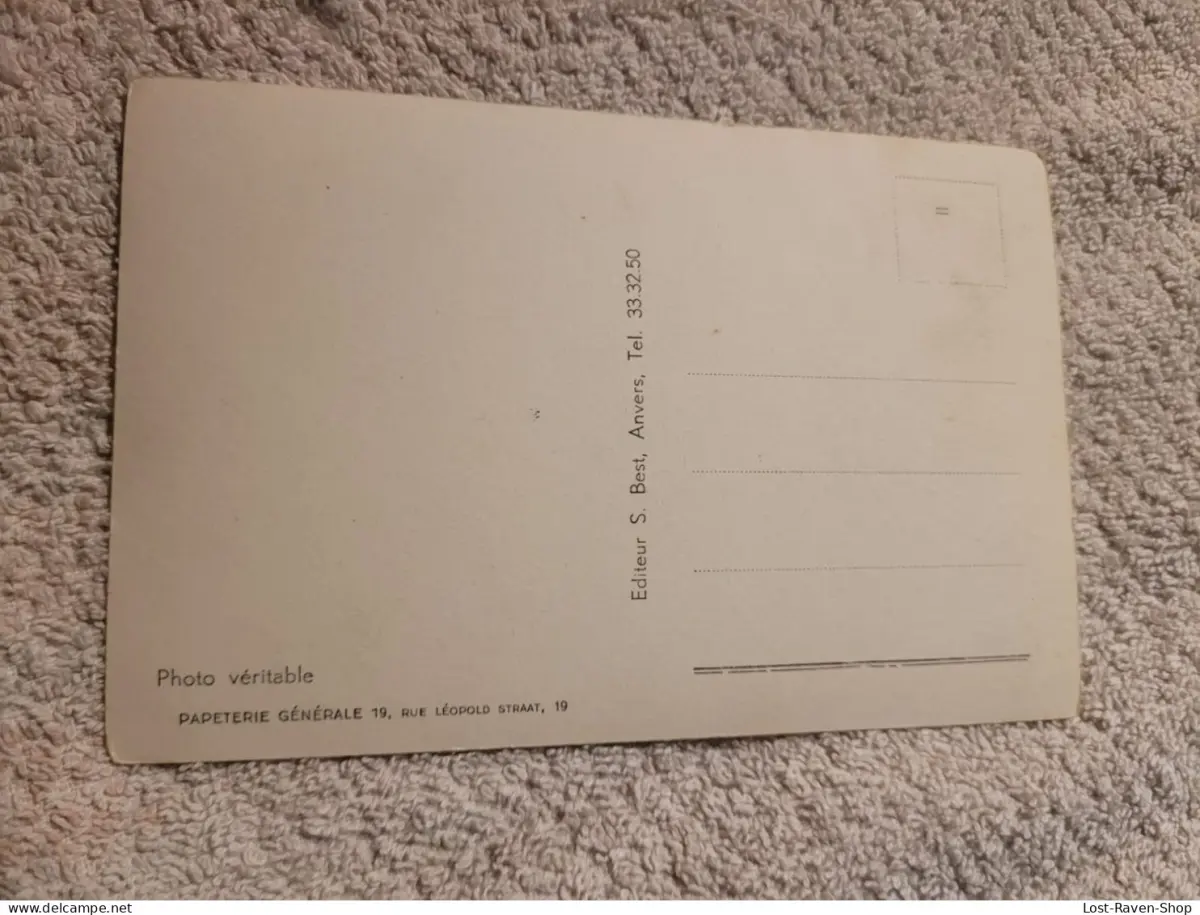 Editeur S. Best, Anvers, Tel. 33.32.50
Photo véritable
PAPETERIE GÉNÉRALE 19, RUE LÉOPOLD STRAAT, 19
www.delcampe.net
Lost-Raven-Shop